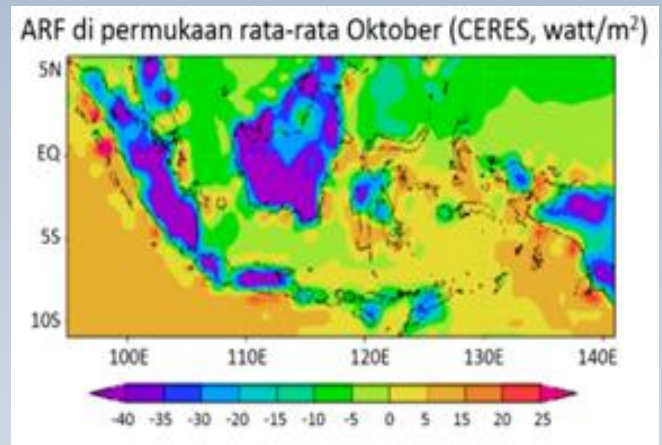 ARF di permukaan rata-rata Oktober (CERES, watt/m²)
5N
EQ
5S
10S
100E 110E 120E 130E 140E
-40 -35 -30 -20 -15 -10 -5 0 5 15 20 25